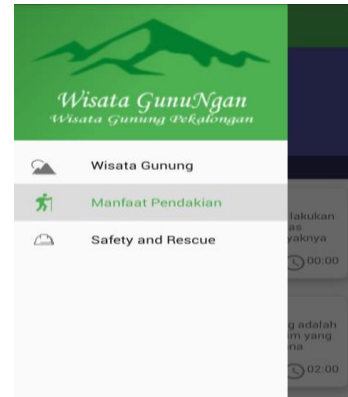 Wisata GunuNgan
Wisata Gunung Pekalongan
Wisata Gunung
Manfaat Pendakian
Safety and Rescue
lakukan
as
yaknya
00:00
g adalah
im yang
na
02:00